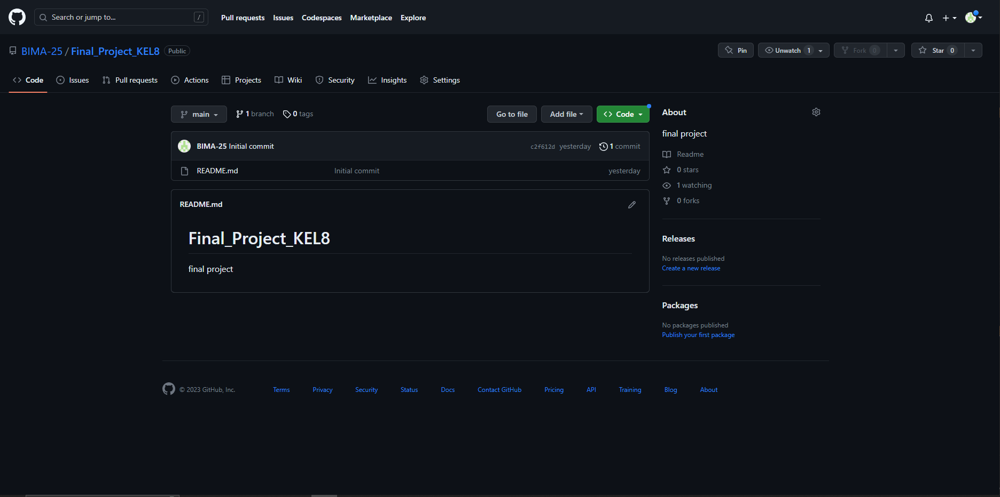 Search or jump to... / Pull requests Issues Codespaces Marketplace Explore
BIMA-25 / Final_Project_KEL8 Public Pin Unwatch 1 Fork 0 Star 0
Code Issues Pull requests Actions Projects Wiki Security Insights Settings
main 1 branch 0 tags Go to file Add file Code
BIMA-25 Initial commit c2f612d yesterday 1 commit
README.md Initial commit yesterday
README.md
Final_Project_KEL8
final project
About
final project
Readme
0 stars
1 watching
0 forks
Releases
No releases published
Create a new release
Packages
No packages published
Publish your first package
© 2023 GitHub, Inc. Terms Privacy Security Status Docs Contact GitHub Pricing API Training Blog About